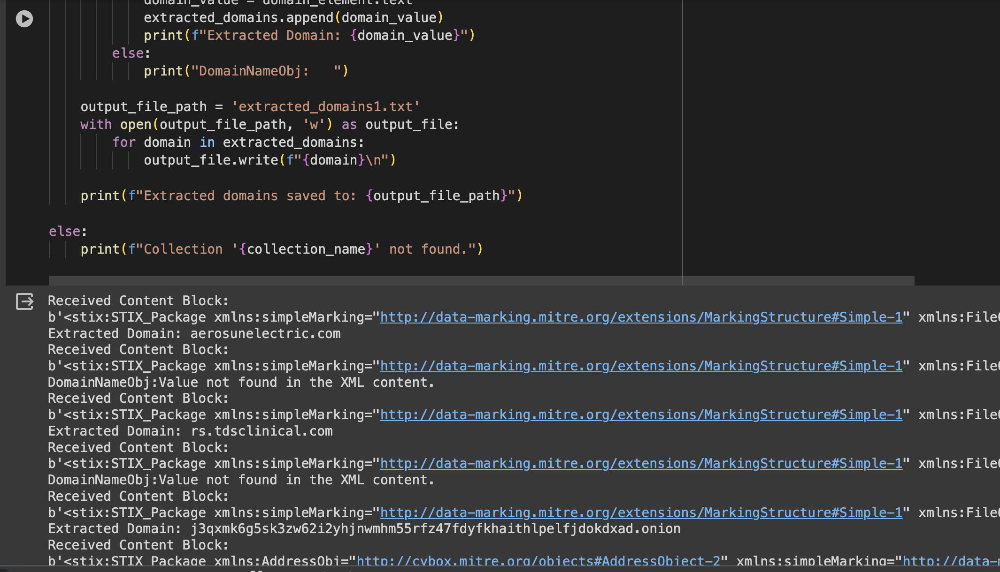 domain_value = domain_element.text
extracted_domains.append(domain_value)
print(f"Extracted Domain: {domain_value}")
else:
print("DomainNameObj:   ")
output_file_path = 'extracted_domains1.txt'
with open(output_file_path, 'w') as output_file:
for domain in extracted_domains:
output_file.write(f"{domain}\n")
print(f"Extracted domains saved to: {output_file_path}")
else:
print(f"Collection '{collection_name}' not found.")
Received Content Block:
b'<stix:STIX_Package xmlns:simpleMarking="http://data-marking.mitre.org/extensions/MarkingStructure#Simple-1" xmlns:File
Extracted Domain: aerosunelectric.com
Received Content Block:
b'<stix:STIX_Package xmlns:simpleMarking="http://data-marking.mitre.org/extensions/MarkingStructure#Simple-1" xmlns:File
DomainNameObj:Value not found in the XML content.
Received Content Block:
b'<stix:STIX_Package xmlns:simpleMarking="http://data-marking.mitre.org/extensions/MarkingStructure#Simple-1" xmlns:File
Extracted Domain: rs.tdsclinical.com
Received Content Block:
b'<stix:STIX_Package xmlns:simpleMarking="http://data-marking.mitre.org/extensions/MarkingStructure#Simple-1" xmlns:File
DomainNameObj:Value not found in the XML content.
Received Content Block:
b'<stix:STIX_Package xmlns:simpleMarking="http://data-marking.mitre.org/extensions/MarkingStructure#Simple-1" xmlns:File
Extracted Domain: j3qxmk6g5sk3zw62i2yhjnwmhm55rfz47fdyfkhaithlpelfjdokdxad.onion
Received Content Block:
b'<stix:STIX_Package xmlns:AddressObj="http://cybox.mitre.org/objects#AddressObject-2" xmlns:simpleMarking="http://data-